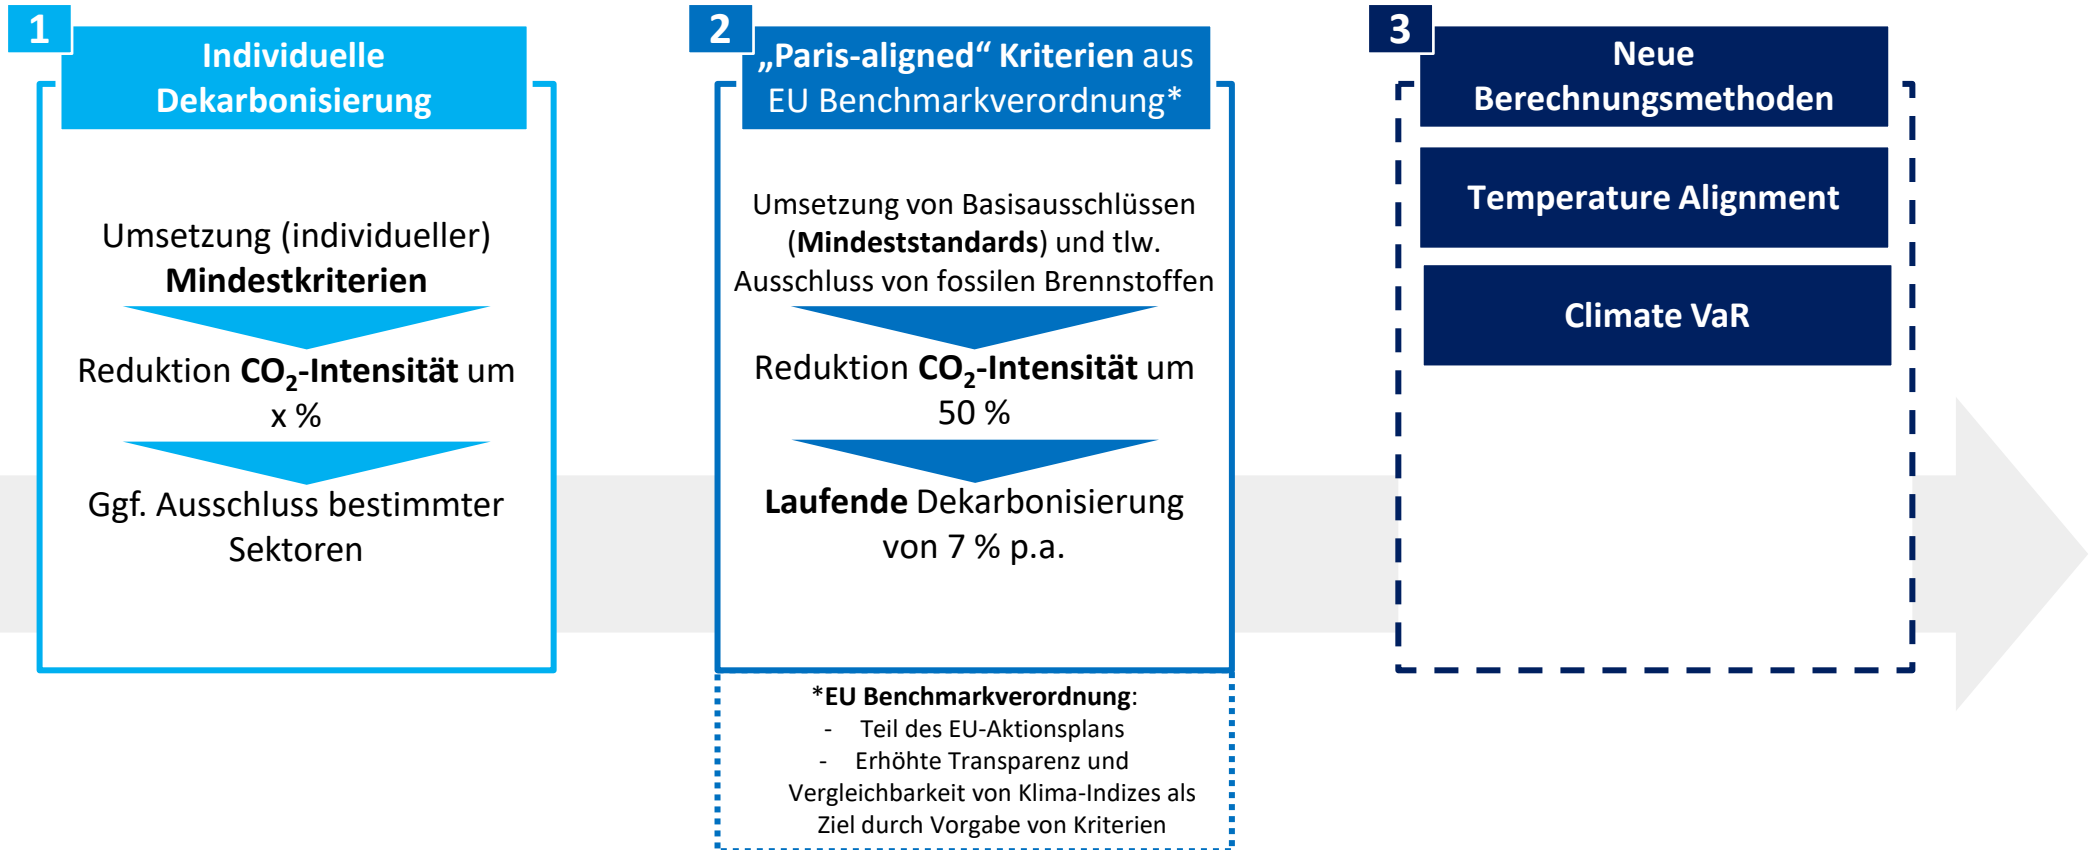 1
Individuelle
Dekarbonisierung
Umsetzung (individueller)
Mindestkriterien
Reduktion CO₂-Intensität um
x %
Ggf. Ausschluss bestimmter
Sektoren
2
„Paris-aligned“ Kriterien aus
EU Benchmarkverordnung*
Umsetzung von Basisausschlüssen
(Mindeststandards) und tlw.
Ausschluss von fossilen Brennstoffen
Reduktion CO₂-Intensität um
50 %
Laufende Dekarbonisierung
von 7 % p.a.
*EU Benchmarkverordnung:
- Teil des EU-Aktionsplans
- Erhöhte Transparenz und
Vergleichbarkeit von Klima-Indizes als
Ziel durch Vorgabe von Kriterien
3
Neue
Berechnungsmethoden
Temperature Alignment
Climate VaR